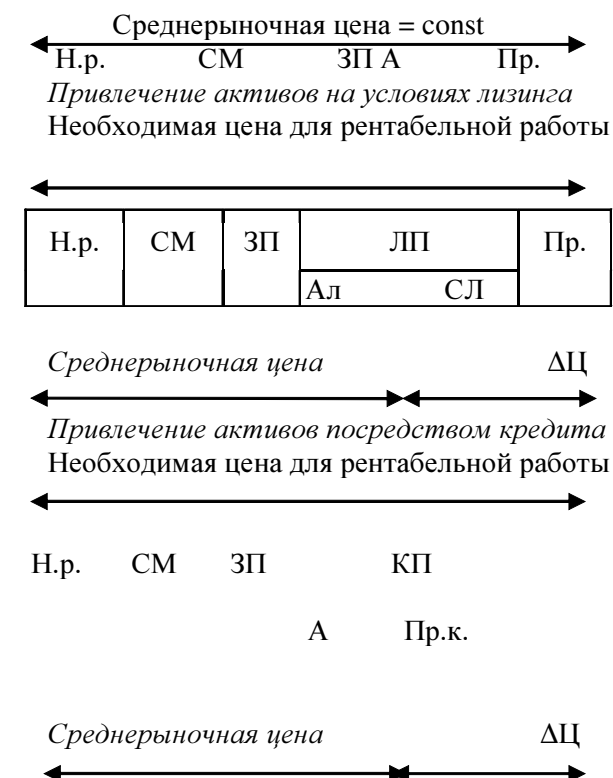 Среднерыночная цена = const
Н.р. СМ ЗП А Пр.
Привлечение активов на условиях лизинга
Необходимая цена для рентабельной работы
Н.р. СМ ЗП ЛП Пр.
Ал СЛ
Среднерыночная цена ΔЦ
Привлечение активов посредством кредита
Необходимая цена для рентабельной работы
Н.р. СМ ЗП КП
А Пр.к.
Среднерыночная цена ΔЦ